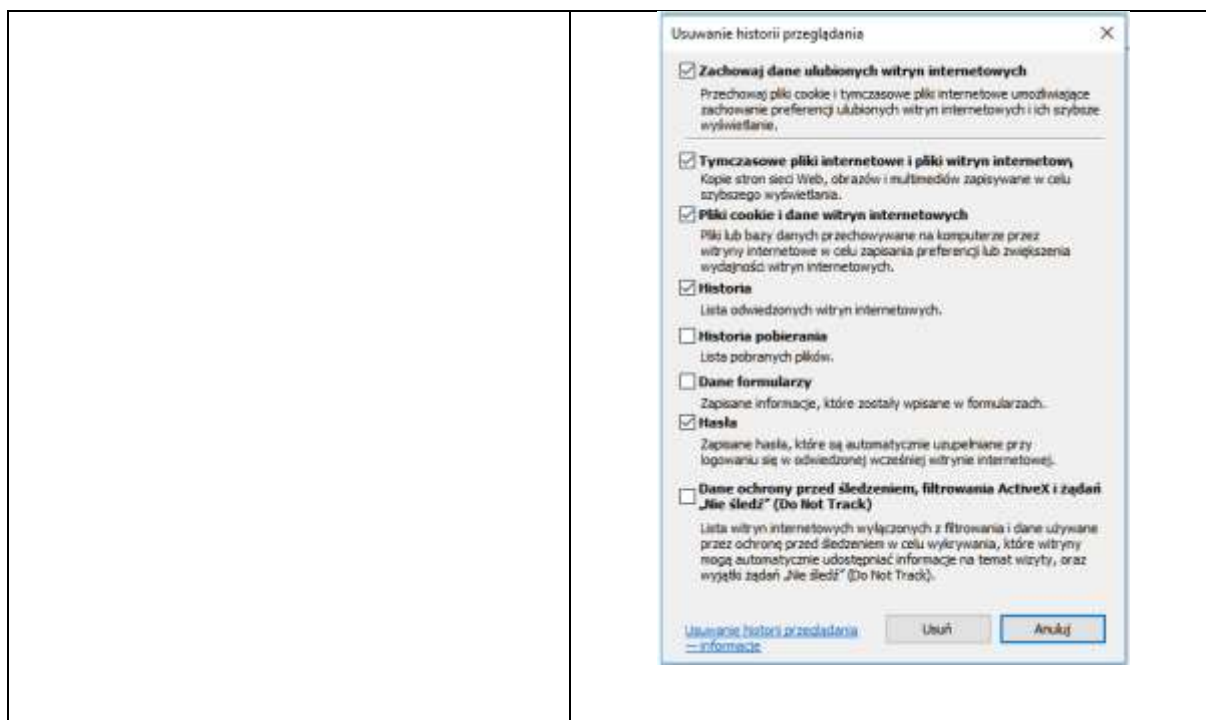 Usuwanie historii przeglądania
Zachowaj dane ulubionych witryn internetowych
Przechowaj pliki cookie i tymczasowe pliki internetowe umożliwiające
zachowanie preferencji ulubionych witryn internetowych i ich szybsze
wyświetlanie.
Tymczasowe pliki internetowe i pliki witryn internetowy
Kopie stron sieci Web, obrazów i multimediów zapisywane w celu
szybszego wyświetlania.
Pliki cookie i dane witryn internetowych
Pliki lub bazy danych przechowywane na komputerze przez
witryny internetowe w celu zapisania preferencji lub zwiększenia
wydajności witryn internetowych.
Historia
Lista odwiedzonych witryn internetowych.
Historia pobierania
Lista pobranych plików.
Dane formularzy
Zapisane informacje, które zostały wpisane w formularzach.
Hasła
Zapisane hasła, które są automatycznie uzupełniane przy
logowaniu się w odwiedzonej wcześniej witrynie internetowej.
Dane ochrony przed śledzeniem, filtrowania ActiveX i żądań
„Nie śledź” (Do Not Track)
Lista witryn internetowych wyłączonych z filtrowania i dane używane
przez ochronę przed śledzeniem w celu wykrywania, które witryny
mogą automatycznie udostępniać informacje na temat wizyty, oraz
wyjątki żądań „Nie śledź” (Do Not Track).
Usuwanie historii przeglądania
— informacje
Usuń
Anuluj